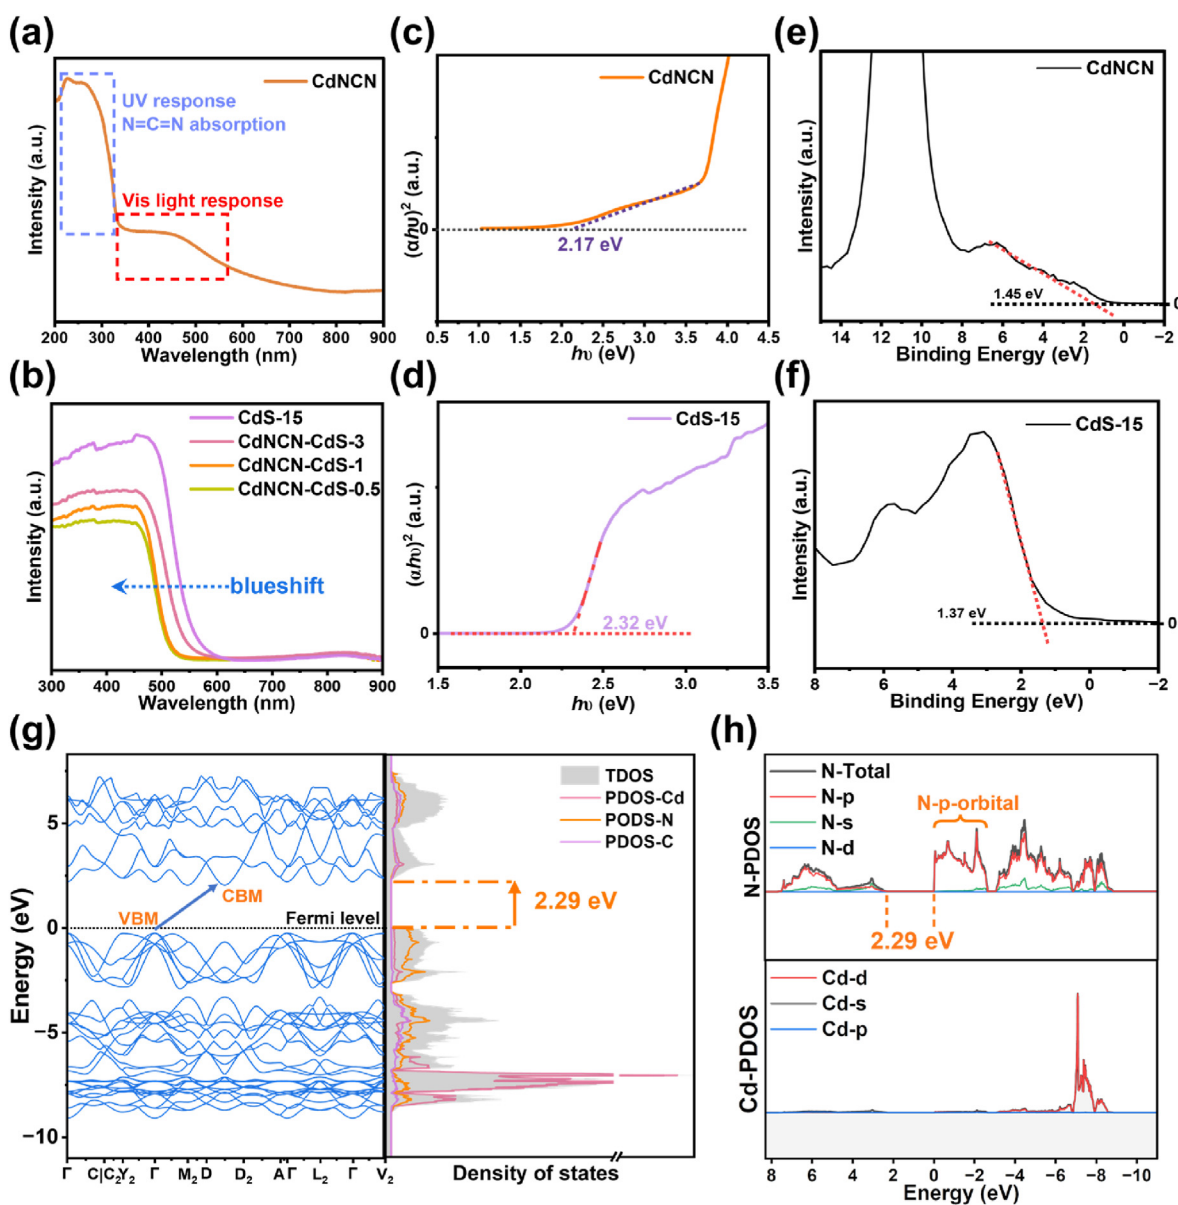 (a)
CdNCN
UV response
N=C=N absorption
Vis light response
Intensity (a.u.)
200 300 400 500 600 700 800 900
Wavelength (nm)
(c)
CdNCN
(αhυ)² (a.u.)
0
2.17 eV
0.5 1.0 1.5 2.0 2.5 3.0 3.5 4.0 4.5
hυ (eV)
(e)
CdNCN
Intensity (a.u.)
1.45 eV
0
14 12 10 8 6 4 2 0 −2
Binding Energy (eV)
(b)
CdS-15
CdNCN-CdS-3
CdNCN-CdS-1
CdNCN-CdS-0.5
blueshift
Intensity (a.u.)
300 400 500 600 700 800 900
Wavelength (nm)
(d)
CdS-15
(αhυ)² (a.u.)
0
2.32 eV
1.5 2.0 2.5 3.0 3.5
hυ (eV)
(f)
CdS-15
Intensity (a.u.)
1.37 eV
0
8 6 4 2 0 −2
Binding Energy (eV)
(g)
Energy (eV)
5
0
−5
−10
CBM
VBM
Fermi level
Γ C|C₂Y₂ Γ M₂ D D₂ A Γ L₂ Γ V₂
TDOS
PDOS-Cd
PODS-N
PDOS-C
2.29 eV
Density of states
(h)
N-Total
N-p
N-s
N-d
N-p-orbital
N-PDOS
2.29 eV
Cd-d
Cd-s
Cd-p
Cd-PDOS
8 6 4 2 0 −2 −4 −6 −8 −10
Energy (eV)